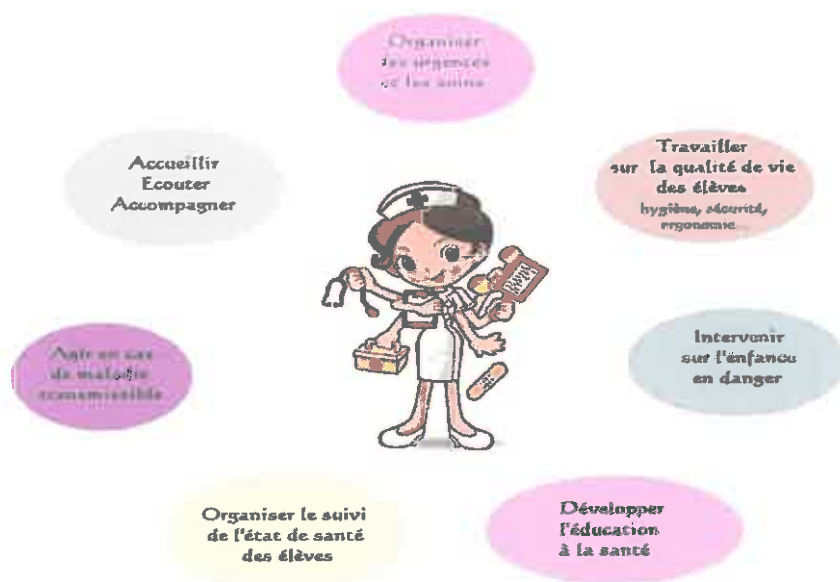 Organiser
les urgences
et les soins
Accueillir
Ecouter
Accompagner
Travailler
sur la qualité de vie
des élèves
hygiène, sécurité,
ergonomie...
Agir en cas
de maladie
transmissible
Intervenir
sur l'enfance
en danger
Organiser le suivi
de l'état de santé
des élèves
Développer
l'éducation
à la santé